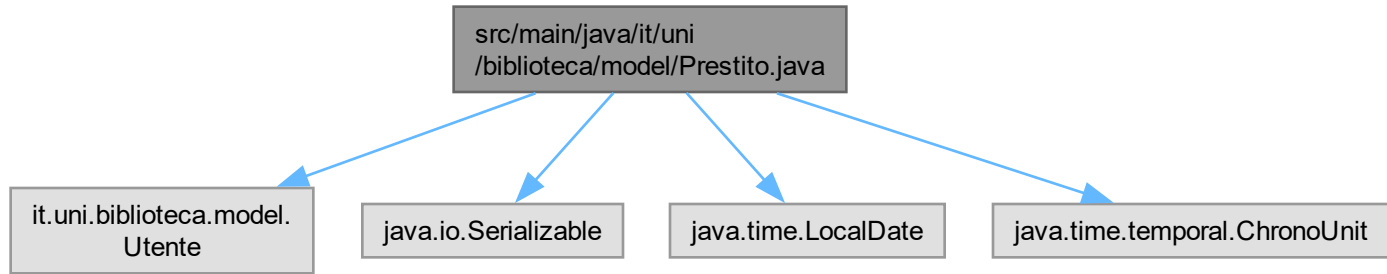 src/main/java/it/uni
/biblioteca/model/Prestito.java
it.uni.biblioteca.model.
Utente
java.io.Serializable
java.time.LocalDate
java.time.temporal.ChronoUnit